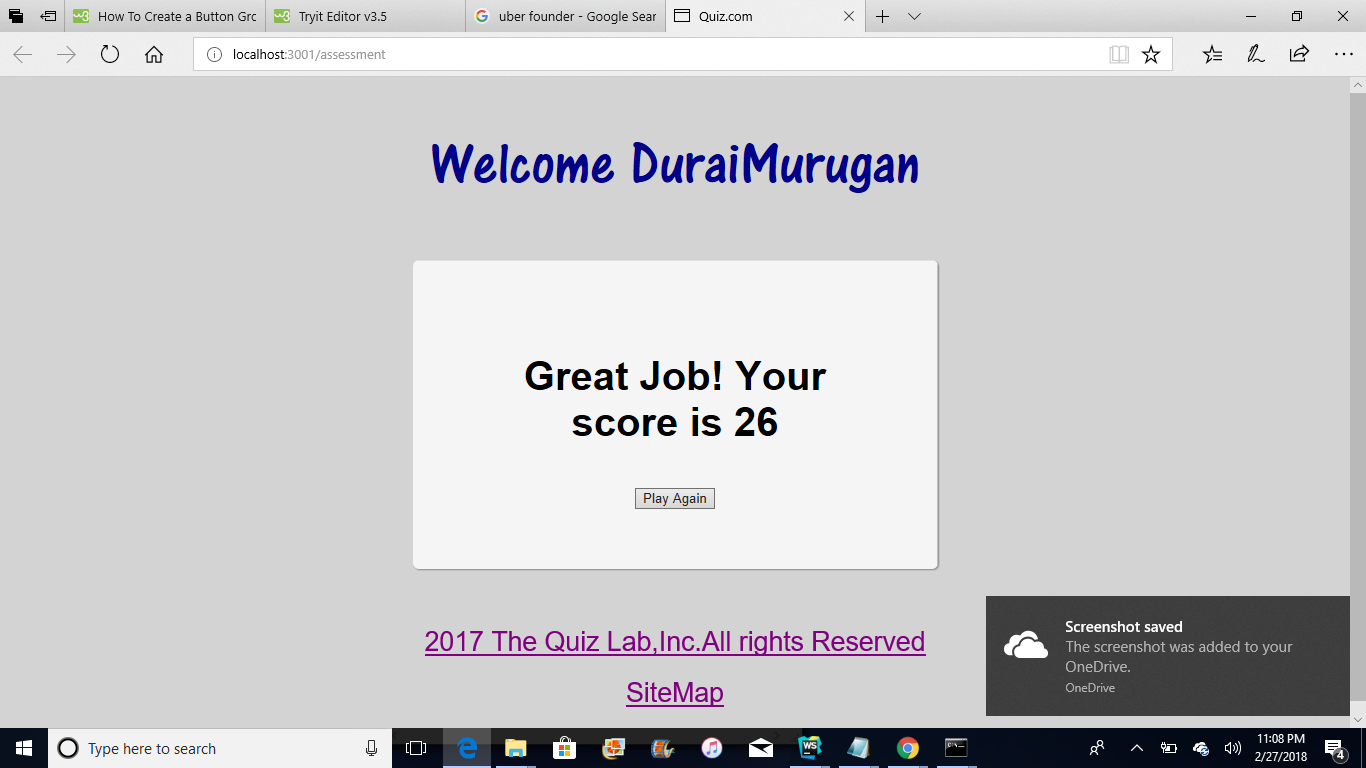 How To Create a Button Gro
Tryit Editor v3.5
uber founder - Google Sear
Quiz.com
localhost:3001/assessment
Welcome DuraiMurugan
Great Job! Your
score is 26
Play Again
2017 The Quiz Lab,Inc.All rights Reserved
SiteMap
Screenshot saved
The screenshot was added to your
OneDrive.
OneDrive
Type here to search
WS
11:08 PM
2/27/2018
4